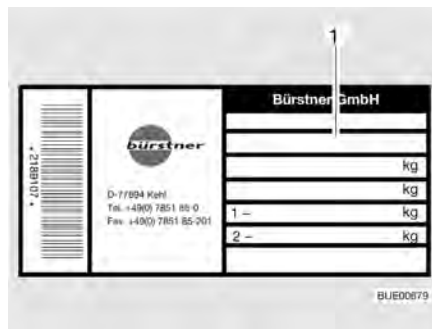 1
Bürstner GmbH
* 2189107 *
bürstner
D-77694 Kehl
Tel. +49(0) 7851 85-0
Fax. +49(0) 7851 85-201
kg
kg
1 – kg
2 – kg
BUE00679